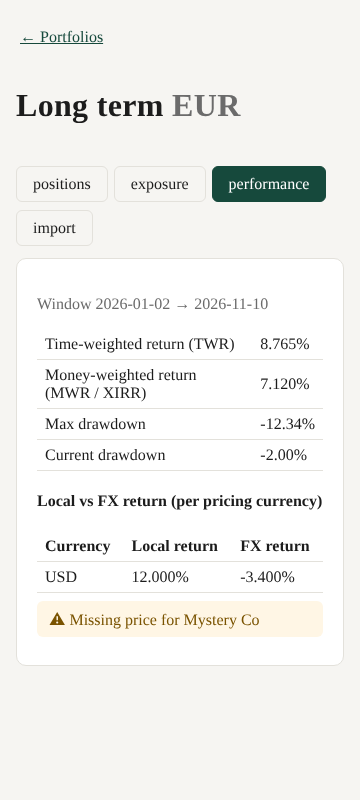 ← Portfolios
Long term EUR
positions exposure performance
import
Window 2026-01-02 → 2026-11-10
Time-weighted return (TWR) 8.765%
Money-weighted return
(MWR / XIRR) 7.120%
Max drawdown -12.34%
Current drawdown -2.00%
Local vs FX return (per pricing currency)
Currency Local return FX return
USD 12.000% -3.400%
⚠ Missing price for Mystery Co